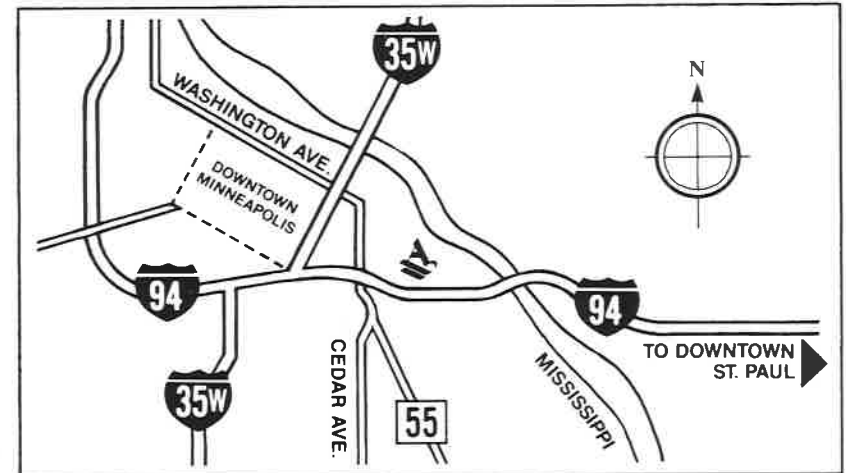 35W
N
WASHINGTON AVE.
DOWNTOWN
MINNEAPOLIS
94
94
TO DOWNTOWN
ST. PAUL
35W
CEDAR AVE.
55
MISSISSIPPI